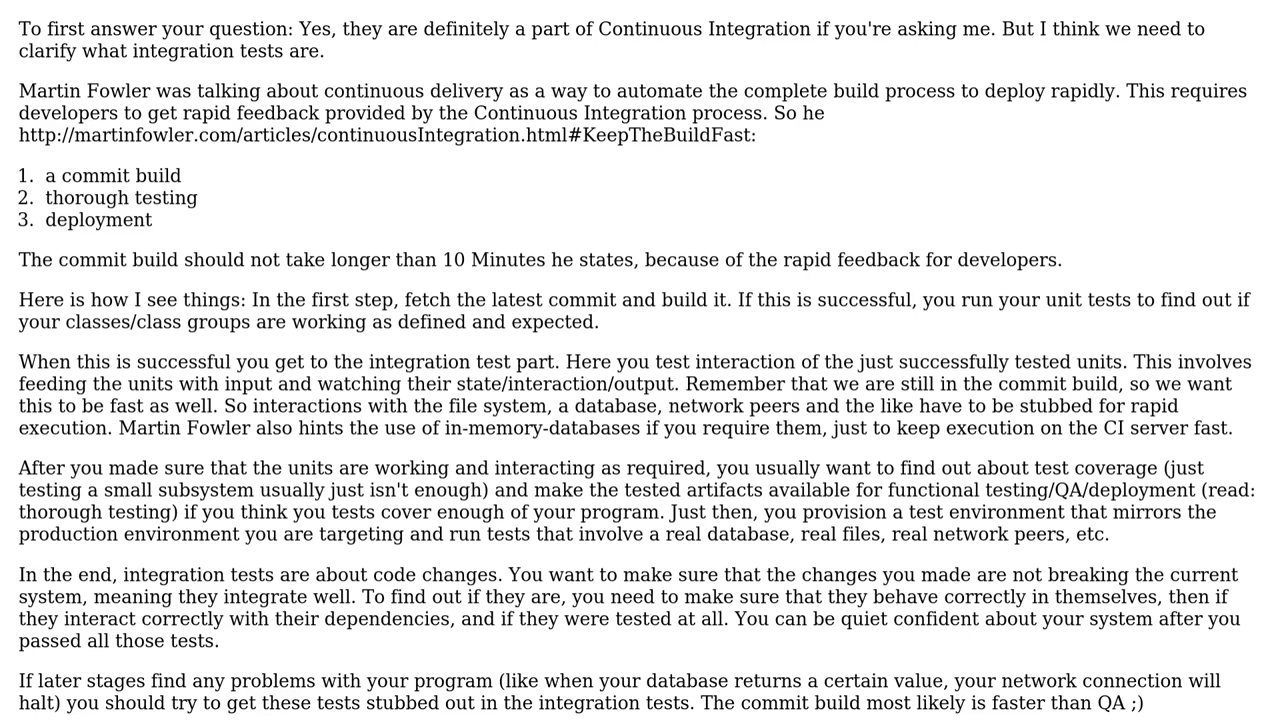 To first answer your question: Yes, they are definitely a part of Continuous Integration if you're asking me. But I think we need to
clarify what integration tests are.
Martin Fowler was talking about continuous delivery as a way to automate the complete build process to deploy rapidly. This requires
developers to get rapid feedback provided by the Continuous Integration process. So he
http://martinfowler.com/articles/continuousIntegration.html#KeepTheBuildFast:
1. a commit build
2. thorough testing
3. deployment
The commit build should not take longer than 10 Minutes he states, because of the rapid feedback for developers.
Here is how I see things: In the first step, fetch the latest commit and build it. If this is successful, you run your unit tests to find out if
your classes/class groups are working as defined and expected.
When this is successful you get to the integration test part. Here you test interaction of the just successfully tested units. This involves
feeding the units with input and watching their state/interaction/output. Remember that we are still in the commit build, so we want
this to be fast as well. So interactions with the file system, a database, network peers and the like have to be stubbed for rapid
execution. Martin Fowler also hints the use of in-memory-databases if you require them, just to keep execution on the CI server fast.
After you made sure that the units are working and interacting as required, you usually want to find out about test coverage (just
testing a small subsystem usually just isn't enough) and make the tested artifacts available for functional testing/QA/deployment (read:
thorough testing) if you think you tests cover enough of your program. Just then, you provision a test environment that mirrors the
production environment you are targeting and run tests that involve a real database, real files, real network peers, etc.
In the end, integration tests are about code changes. You want to make sure that the changes you made are not breaking the current
system, meaning they integrate well. To find out if they are, you need to make sure that they behave correctly in themselves, then if
they interact correctly with their dependencies, and if they were tested at all. You can be quiet confident about your system after you
passed all those tests.
If later stages find any problems with your program (like when your database returns a certain value, your network connection will
halt) you should try to get these tests stubbed out in the integration tests. The commit build most likely is faster than QA ;)